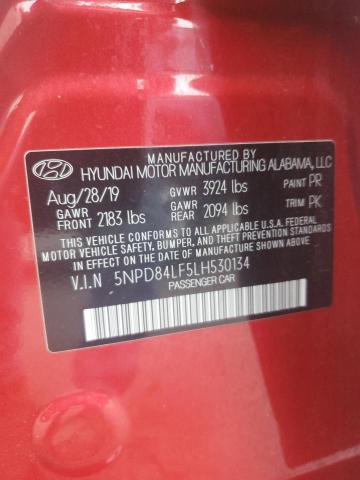 MANUFACTURED BY
HYUNDAI MOTOR MANUFACTURING ALABAMA, LLC
Aug/28/19 GVWR 3924 lbs PAINT PR
GAWR FRONT 2183 lbs GAWR REAR 2094 lbs TRIM PK
THIS VEHICLE CONFORMS TO ALL APPLICABLE U.S.A. FEDERAL
MOTOR VEHICLE SAFETY, BUMPER, AND THEFT PREVENTION STANDARDS
IN EFFECT ON THE DATE OF MANUFACTURE SHOWN ABOVE.
V.I.N 5NPD84LF5LH530134
PASSENGER CAR